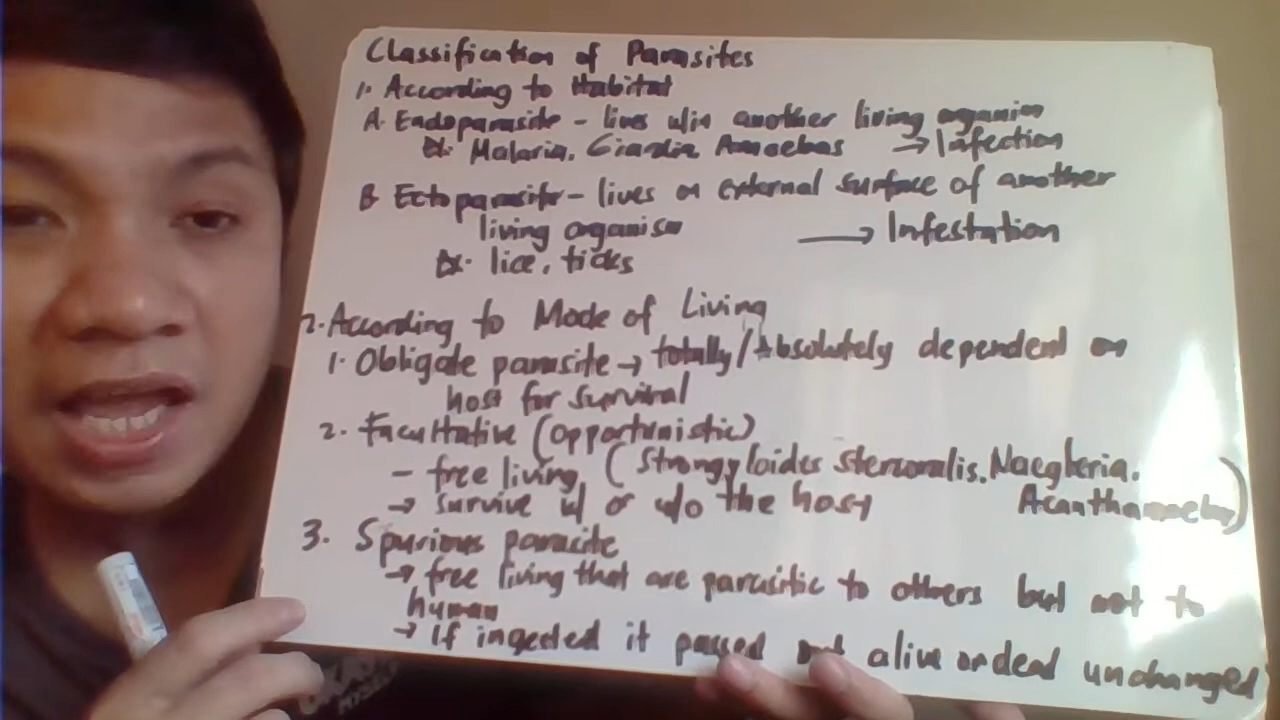 Classification of Parasites
1. According to Habitat
A. Endoparasite - lives w/in another living organism
Ex: Malaria, Giardia, Amoebas → Infection
B. Ectoparasite - lives on external surface of another
living organism → Infestation
Ex. lice, ticks
2. According to Mode of Living
1. Obligate parasite → totally/Absolutely dependent on
host for survival
2. Facultative (opportunistic)
- free living (Strongyloides stercoralis, Naegleria,
→ survive w/ or w/o the host Acanthamoeba)
3. Spurious parasite
→ free living that are parasitic to others but not to
human
→ If ingested it passed out alive or dead unchanged
MYSELF